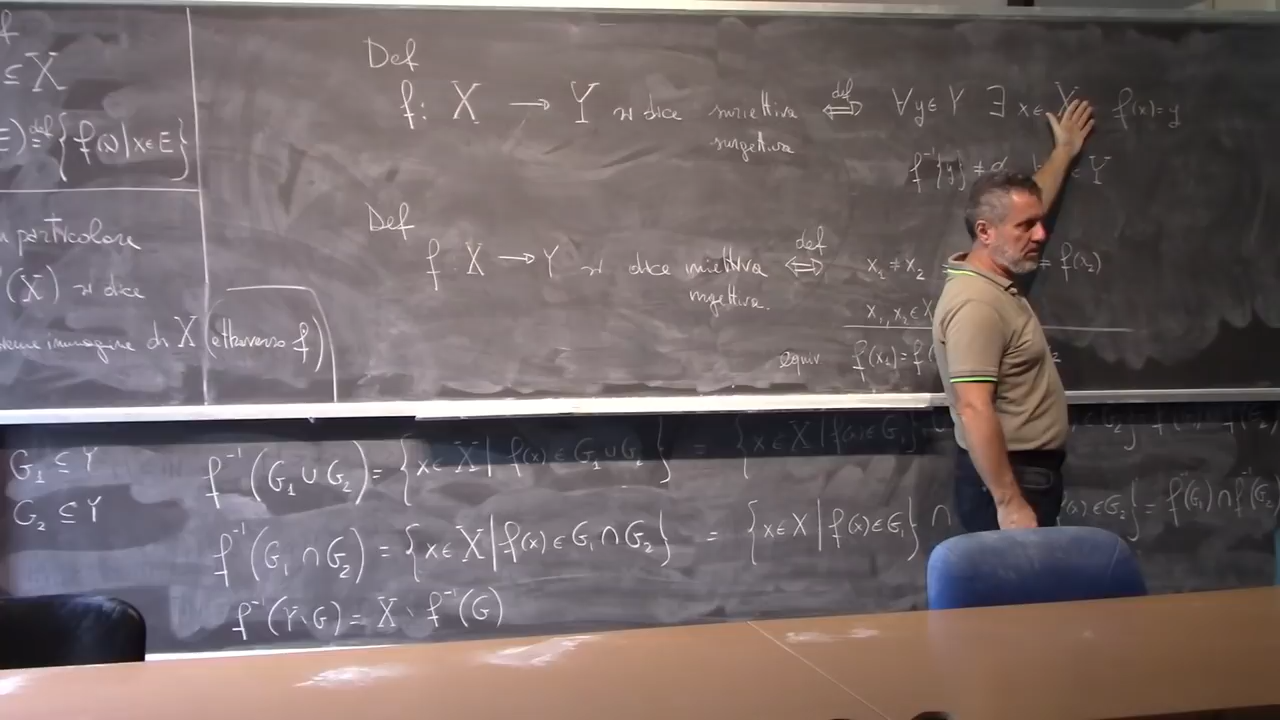 ⊆ X
E) def= {f(x) | x ∈ E}
particolare
(X) si dice
immagine di X (attraverso f)
Def
f: X → Y si dice suriettiva ⇔def ∀y ∈ Y ∃ x ∈ X f(x) = y
surgettiva
f⁻¹{y} ≠ Y
Def
f: X → Y si dice iniettiva ⇔def x₁ ≠ x₂ f(x₂)
ingettiva.
x₁, x₂ ∈ X
equiv. f(x₁) = f(
G₁ ⊆ Y
G₂ ⊆ Y
f⁻¹(G₁ ∪ G₂) = {x ∈ X | f(x) ∈ G₁ ∪ G₂} = {x ∈ X | f(x) ∈ G₁}
f⁻¹(G₁ ∩ G₂) = {x ∈ X | f(x) ∈ G₁ ∩ G₂} = {x ∈ X | f(x) ∈ G₁} ∩ f(x) ∈ G₂} = f⁻¹(G₁) ∩ f⁻¹(G₂
f⁻¹(Y \ G) = X \ f⁻¹(G)